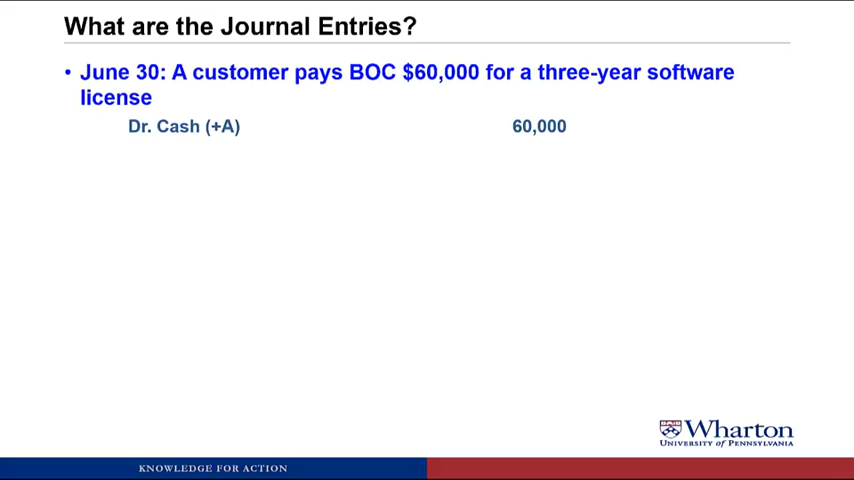 What are the Journal Entries?
• June 30: A customer pays BOC $60,000 for a three-year software
license
Dr. Cash (+A) 60,000
Wharton
UNIVERSITY of PENNSYLVANIA
KNOWLEDGE FOR ACTION